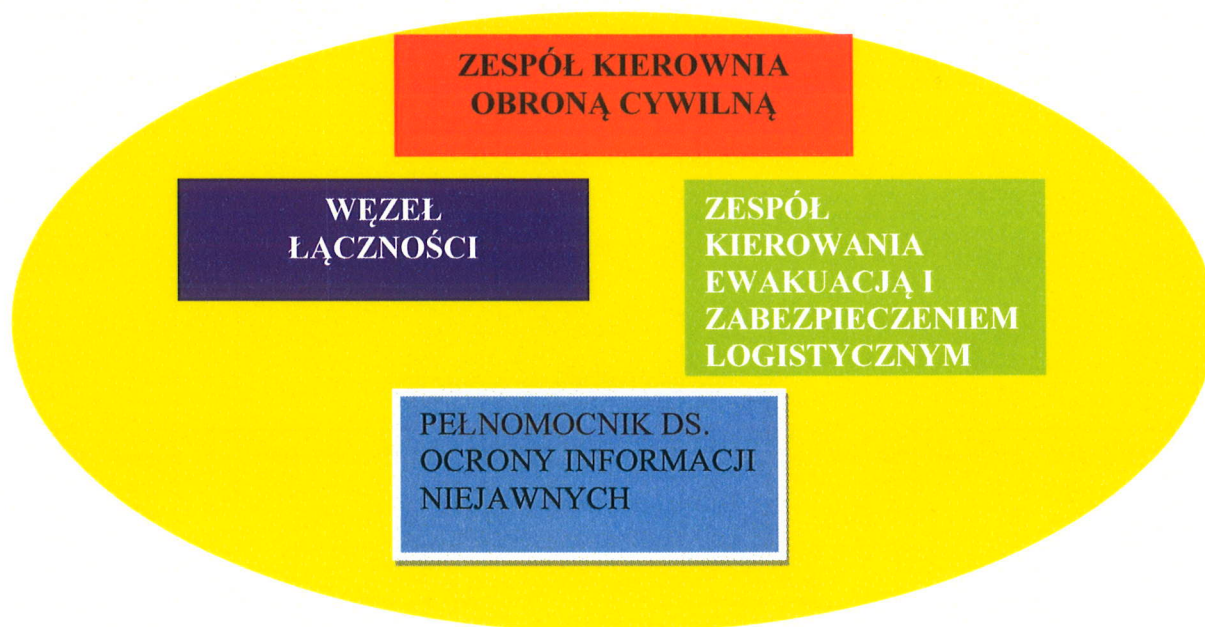 ZESPÓŁ KIEROWNIA
OBRONĄ CYWILNĄ
WĘZEŁ
ŁĄCZNOŚCI
ZESPÓŁ
KIEROWANIA
EWAKUACJĄ I
ZABEZPIECZENIEM
LOGISTYCZNYM
PEŁNOMOCNIK DS.
OCRONY INFORMACJI
NIEJAWNYCH